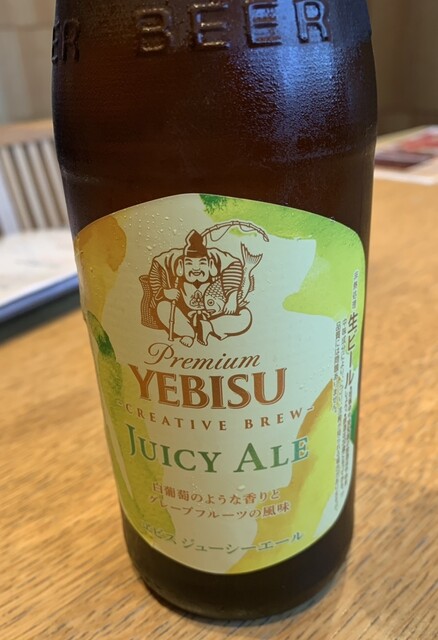 BEER
Premium
YEBISU
-CREATIVE BREW-
JUICY ALE
白葡萄のような香りと
グレープフルーツの風味
ヱビス ジューシーエール
生ビール